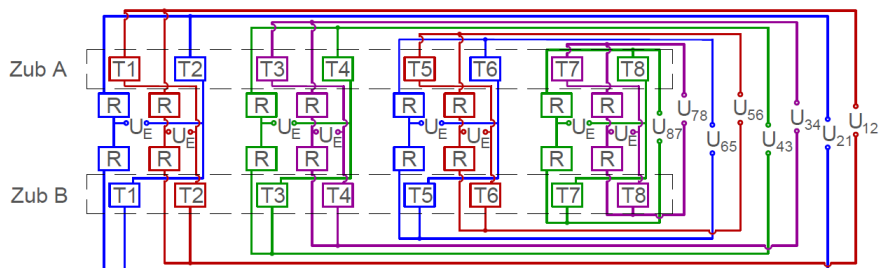 Zub A
T1 T2 T3 T4 T5 T6 T7 T8
R R R R R R R R
U78 U56 U34 U12
UE UE UE UE UE UE UE UE
U87 U65 U43 U21
R R R R R R R R
Zub B
T1 T2 T3 T4 T5 T6 T7 T8